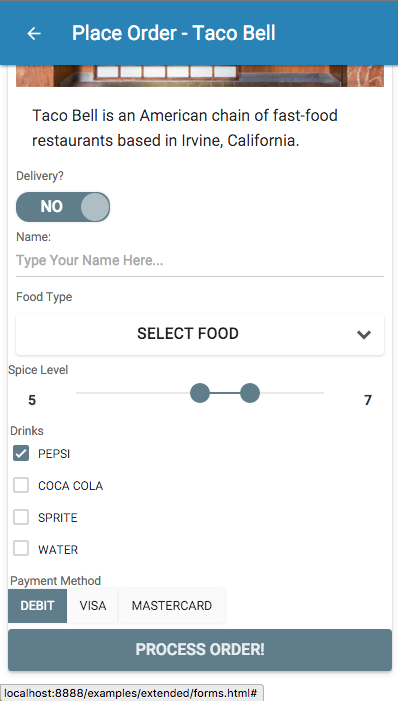 Place Order - Taco Bell
Taco Bell is an American chain of fast-food
restaurants based in Irvine, California.
Delivery?
NO
Name:
Type Your Name Here...
Food Type
SELECT FOOD
Spice Level
5 7
Drinks
PEPSI
COCA COLA
SPRITE
WATER
Payment Method
DEBIT VISA MASTERCARD
PROCESS ORDER!
localhost:8888/examples/extended/forms.html#